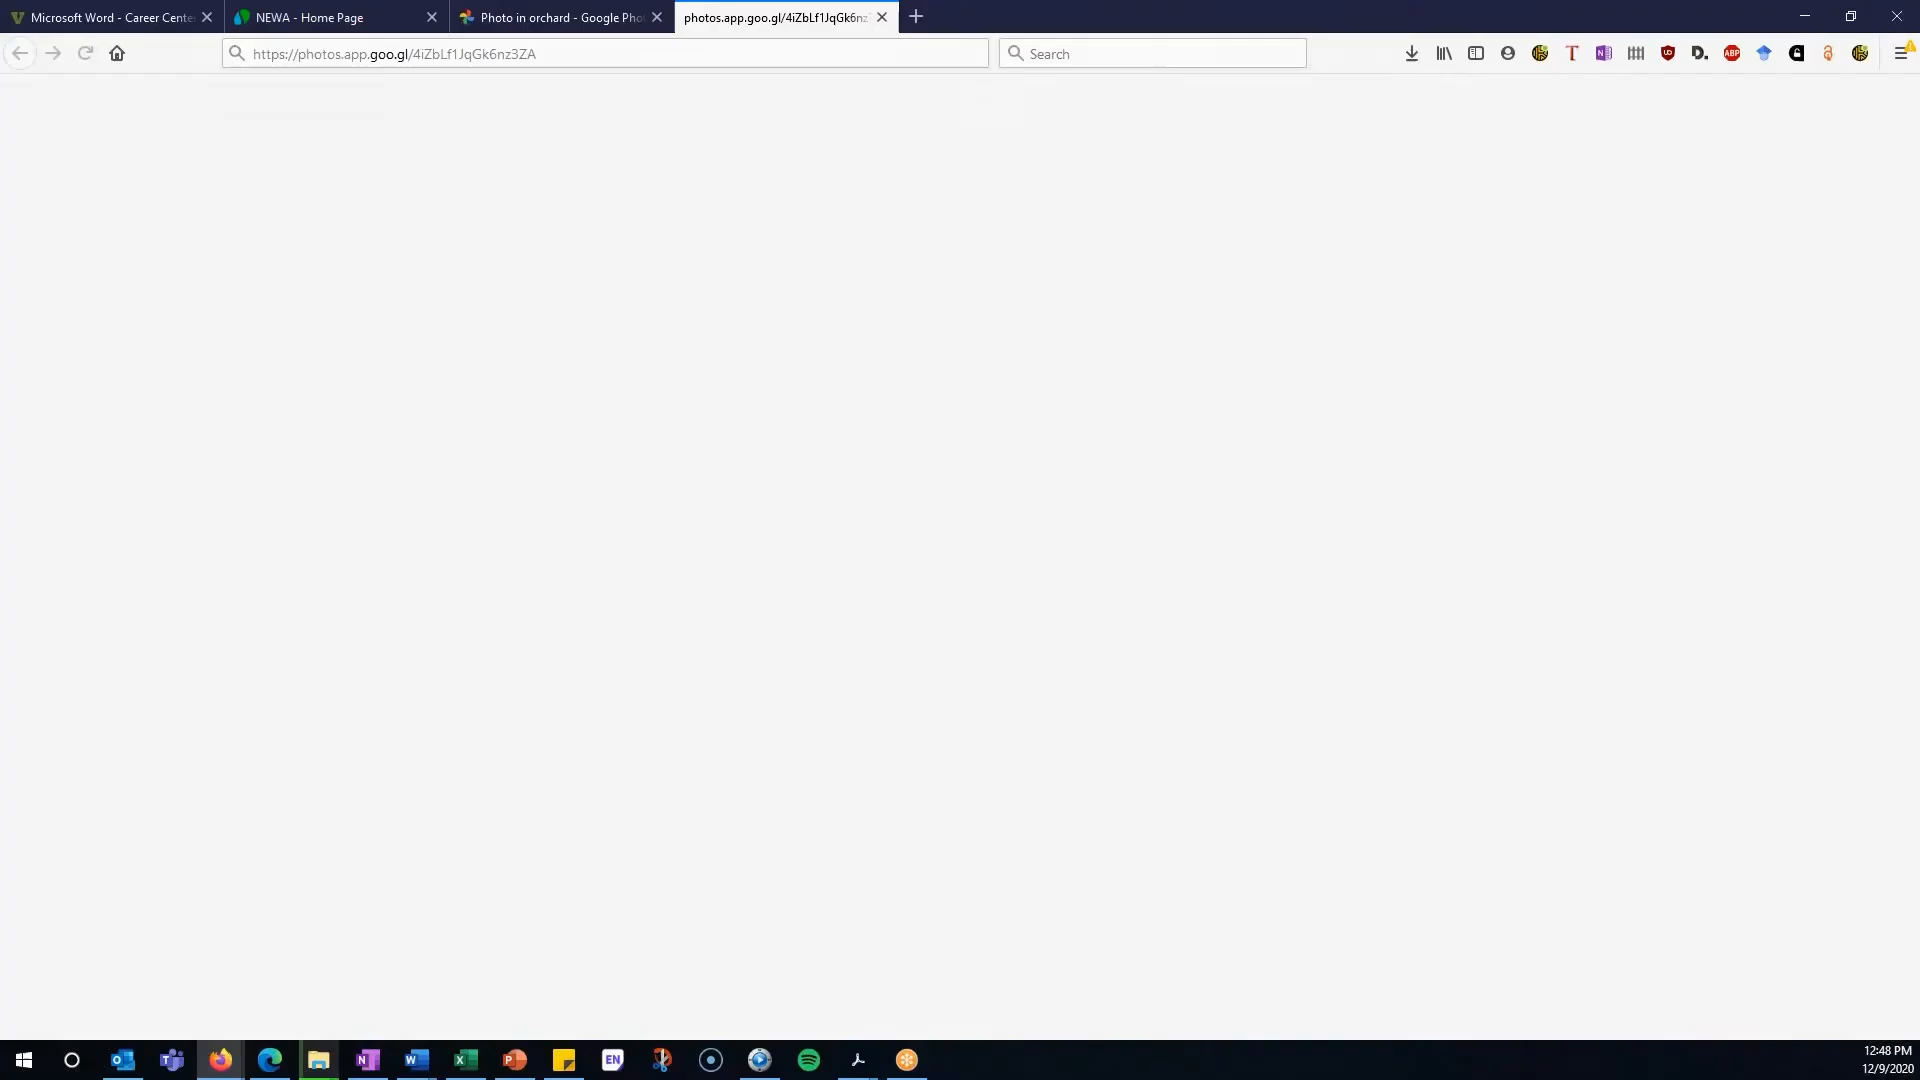 Microsoft Word - Career Cente
NEWA - Home Page
Photo in orchard - Google Pho
photos.app.goo.gl/4iZbLf1JqGk6nz
https://photos.app.goo.gl/4iZbLf1JqGk6nz3ZA
Search
12:48 PM
12/9/2020